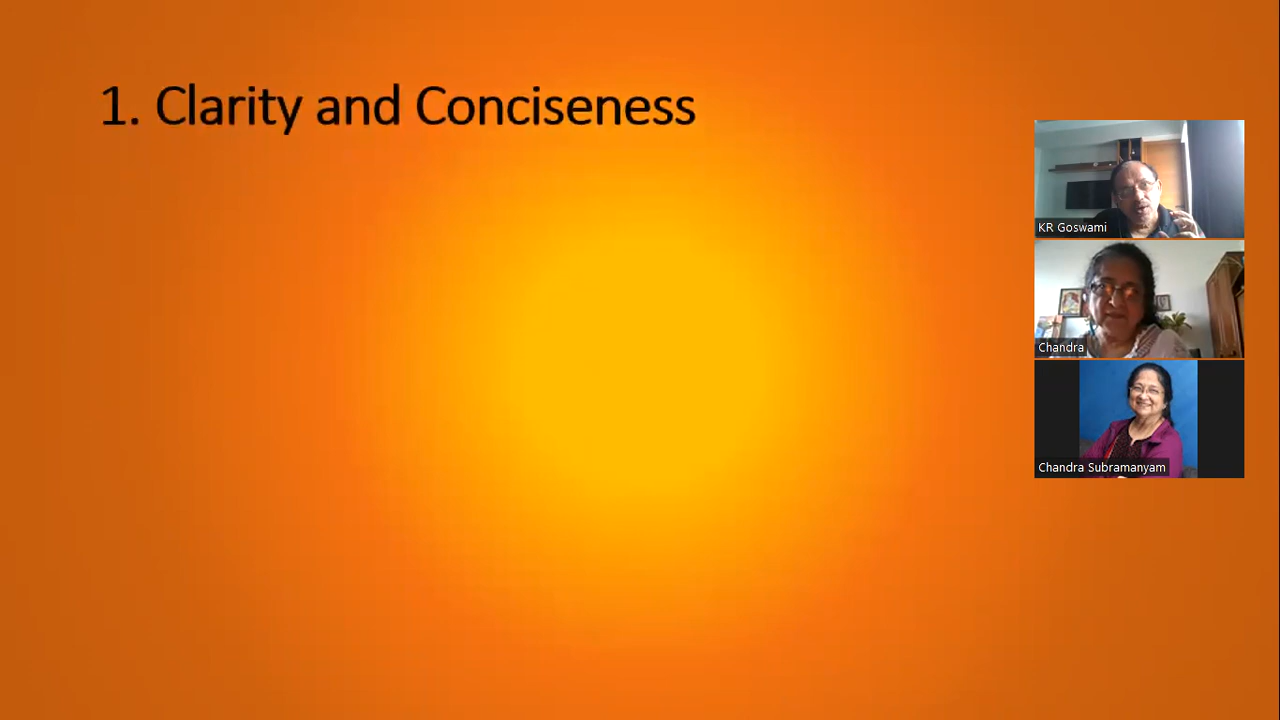 1. Clarity and Conciseness
KR Goswami
Chandra
Chandra Subramanyam